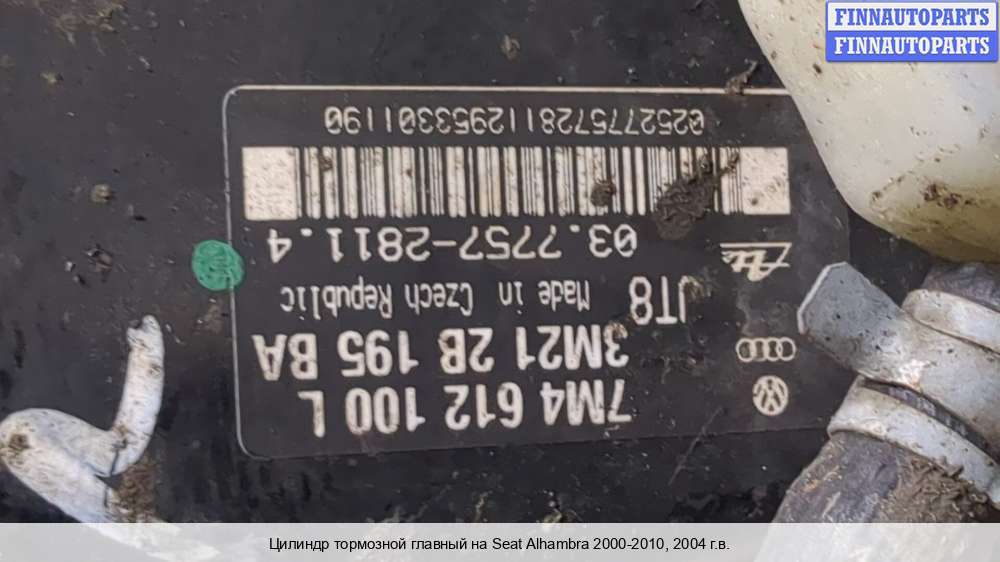 FINNAUTOPARTS
FINNAUTOPARTS
7M4 612 100 L
3M21 2B 195 BA
JT8 Made in Czech Republic
Ate 03.7757-2811.4
0252775728112953301190
Цилиндр тормозной главный на Seat Alhambra 2000-2010, 2004 г.в.